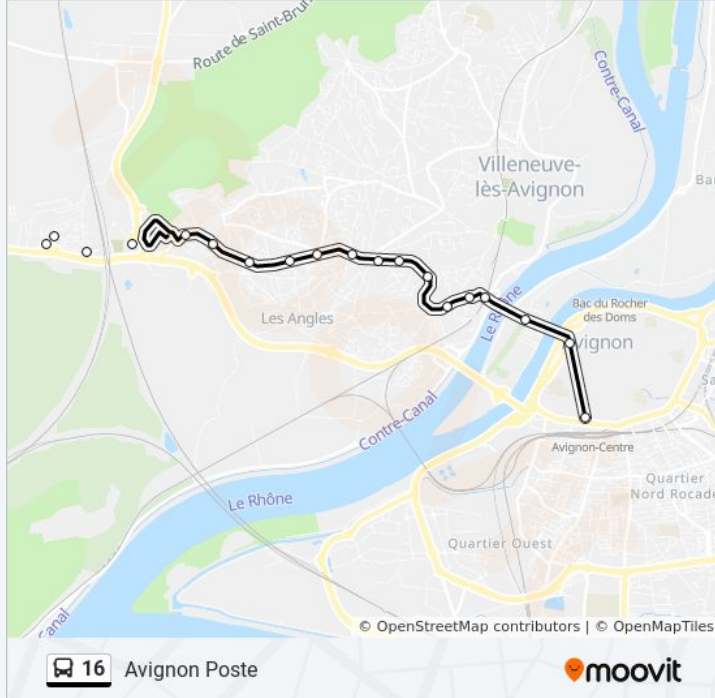 Route de Saint-Brun
Contre-Canal
Villeneuve-
lès-Avignon
Ba
Le Rhône
Bac du Rocher
des Doms
Les Angles
Avignon
Sa
Contre-Canal
Avignon-Centre
Quartier
Nord Rocade
Le Rhône
Quartier Ouest
Canal
© OpenStreetMap contributors | © OpenMapTiles
16 Avignon Poste
moovit